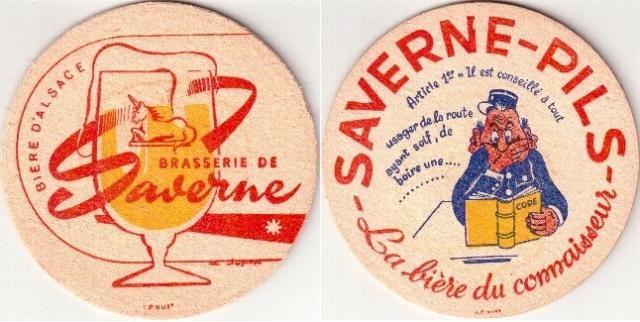 BIÈRE D'ALSACE
BRASSERIE DE
Saverne
SAVERNE-PILS
Article 1er = Il est conseillé à tout
usager de la route
ayant soif, de
boire une.....
..........
CODE
La bière du connaisseur-